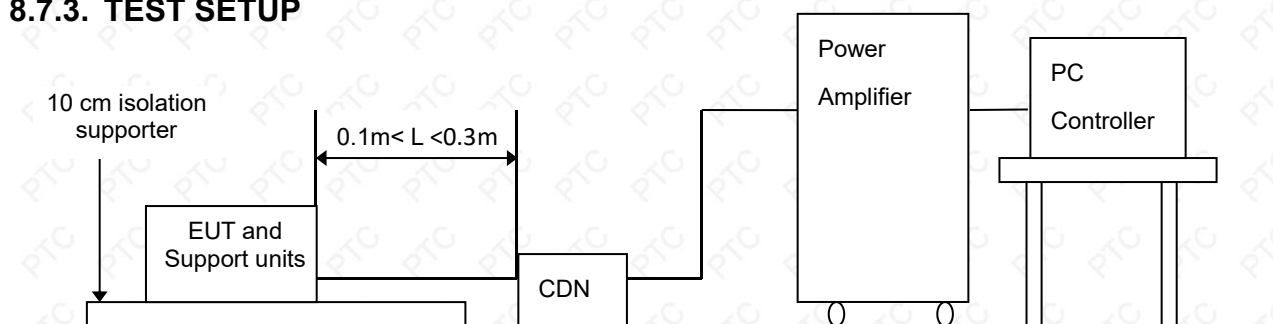 8.7.3. TEST SETUP
10 cm isolation
supporter
0.1m< L <0.3m
EUT and
Support units
CDN
Power
Amplifier
PC
Controller
PTC